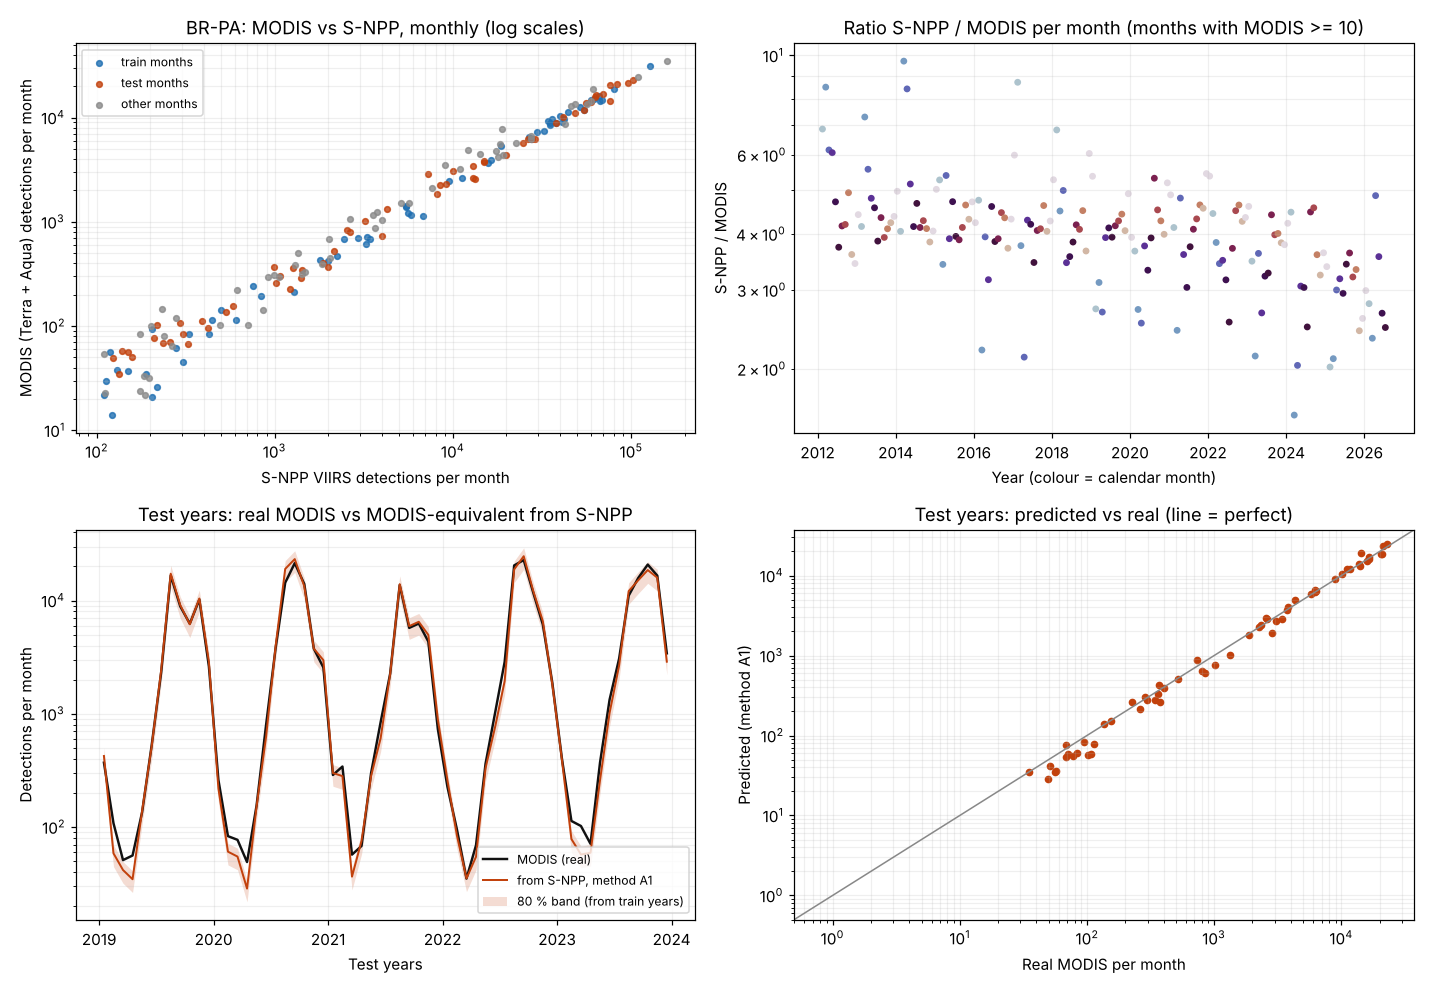 BR-PA: MODIS vs S-NPP, monthly (log scales)
train months
test months
other months
MODIS (Terra + Aqua) detections per month
10⁴
10³
10²
10¹
10² 10³ 10⁴ 10⁵
S-NPP VIIRS detections per month
Ratio S-NPP / MODIS per month (months with MODIS >= 10)
S-NPP / MODIS
10¹
6 × 10⁰
4 × 10⁰
3 × 10⁰
2 × 10⁰
2012 2014 2016 2018 2020 2022 2024 2026
Year (colour = calendar month)
Test years: real MODIS vs MODIS-equivalent from S-NPP
Detections per month
10⁴
10³
10²
MODIS (real)
from S-NPP, method A1
80 % band (from train years)
2019 2020 2021 2022 2023 2024
Test years
Test years: predicted vs real (line = perfect)
Predicted (method A1)
10⁴
10³
10²
10¹
10⁰
10⁰ 10¹ 10² 10³ 10⁴
Real MODIS per month